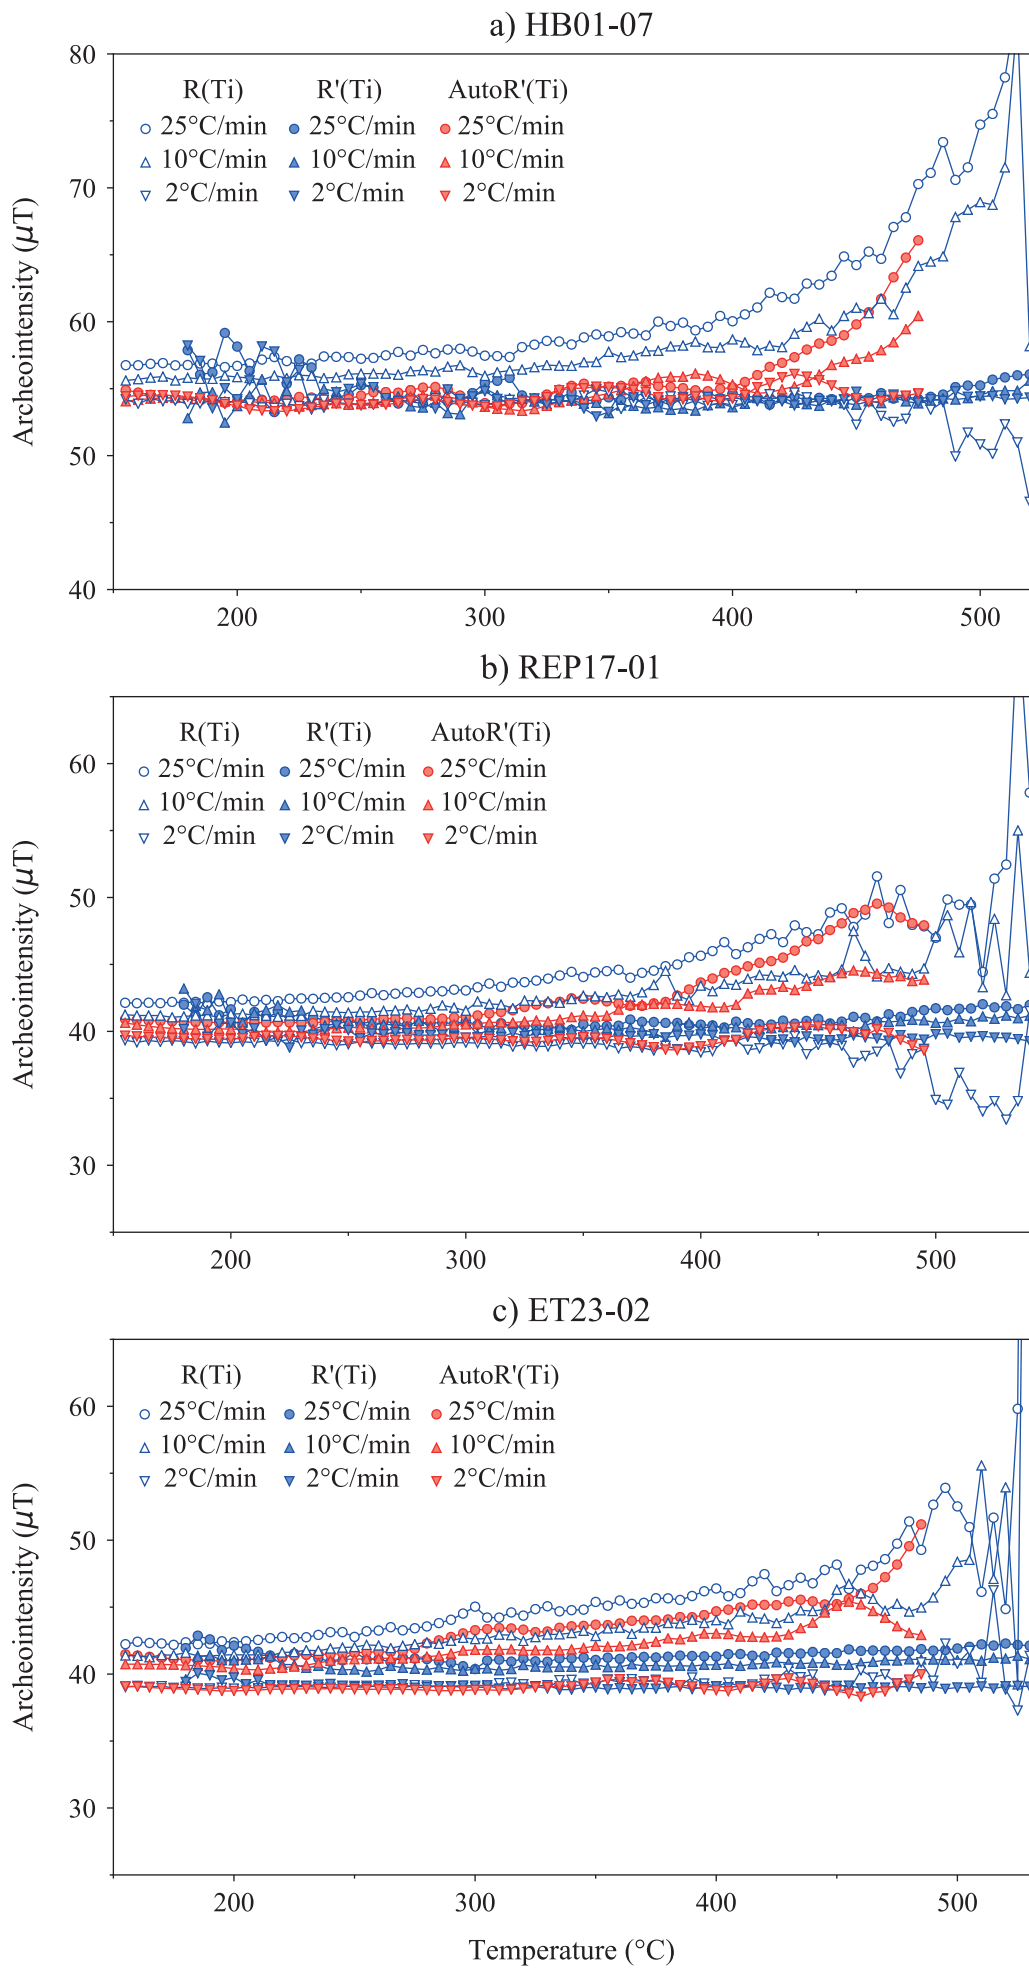 a) HB01-07
80
R(Ti) R'(Ti) AutoR'(Ti)
25°C/min 25°C/min 25°C/min
10°C/min 10°C/min 10°C/min
2°C/min 2°C/min 2°C/min
70
Archeointensity (µT)
60
50
40
200 300 400 500
b) REP17-01
R(Ti) R'(Ti) AutoR'(Ti)
60
25°C/min 25°C/min 25°C/min
10°C/min 10°C/min 10°C/min
2°C/min 2°C/min 2°C/min
50
Archeointensity (µT)
40
30
200 300 400 500
c) ET23-02
R(Ti) R'(Ti) AutoR'(Ti)
60
25°C/min 25°C/min 25°C/min
10°C/min 10°C/min 10°C/min
2°C/min 2°C/min 2°C/min
50
Archeointensity (µT)
40
30
200 300 400 500
Temperature (°C)